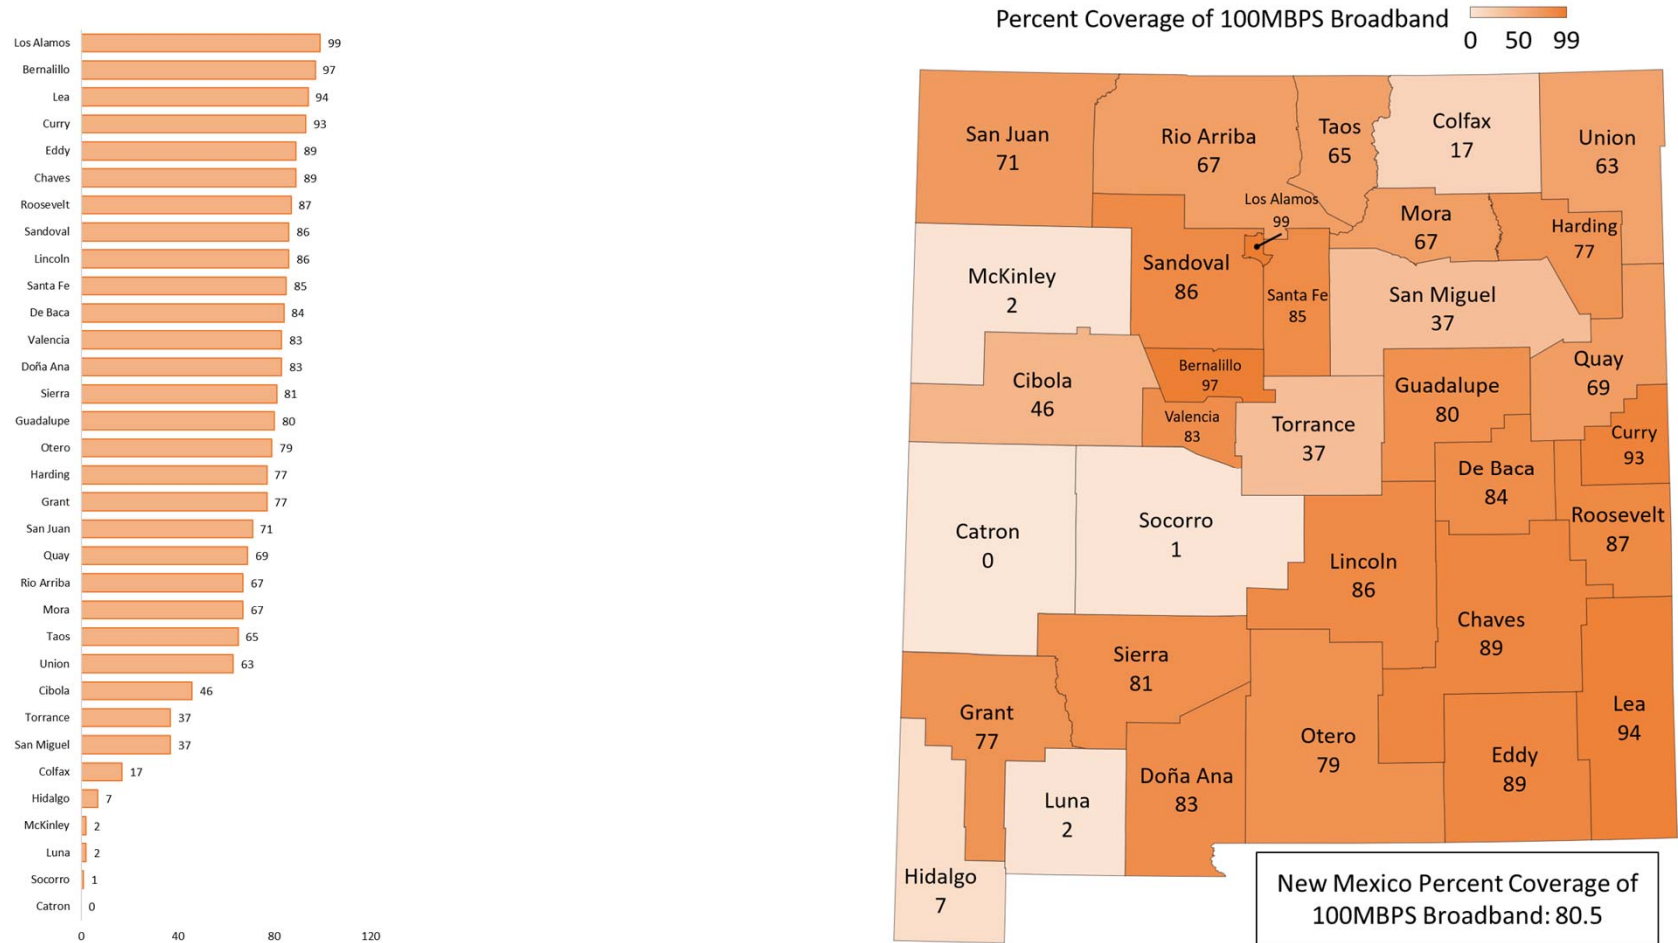 Los Alamos 99
Bernalillo 97
Lea 94
Curry 93
Eddy 89
Chaves 89
Roosevelt 87
Sandoval 86
Lincoln 86
Santa Fe 85
De Baca 84
Valencia 83
Doña Ana 83
Sierra 81
Guadalupe 80
Otero 79
Harding 77
Grant 77
San Juan 71
Quay 69
Rio Arriba 67
Mora 67
Taos 65
Union 63
Cibola 46
Torrance 37
San Miguel 37
Colfax 17
Hidalgo 7
McKinley 2
Luna 2
Socorro 1
Catron 0
0 40 80 120
Percent Coverage of 100MBPS Broadband
0 50 99
San Juan
71
Rio Arriba
67
Taos
65
Colfax
17
Union
63
Los Alamos
99
Mora
67
Harding
77
McKinley
2
Sandoval
86
Santa Fe
85
San Miguel
37
Quay
69
Cibola
46
Bernalillo
97
Valencia
83
Torrance
37
Guadalupe
80
Curry
93
De Baca
84
Roosevelt
87
Catron
0
Socorro
1
Lincoln
86
Chaves
89
Sierra
81
Grant
77
Otero
79
Lea
94
Eddy
89
Doña Ana
83
Luna
2
Hidalgo
7
New Mexico Percent Coverage of
100MBPS Broadband: 80.5